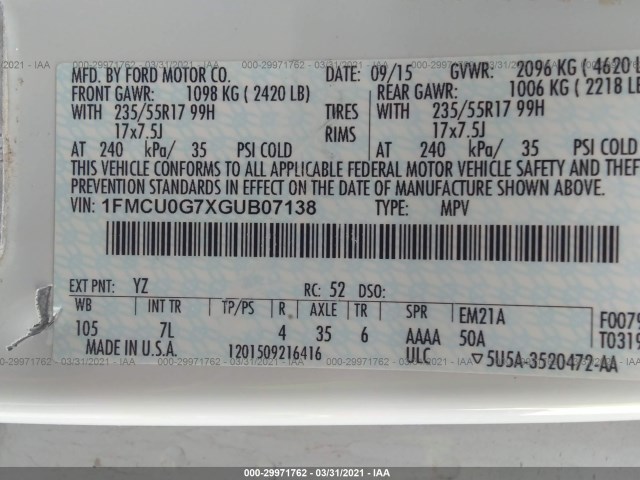 000-29971762 - 03/31/2021 - IAA
MFD. BY FORD MOTOR CO. DATE: 09/15 GVWR: 2096 KG ( 4620 L
FRONT GAWR: 1098 KG ( 2420 LB) REAR GAWR: 1006 KG ( 2218 LB
WITH 235/55R17 99H TIRES WITH 235/55R17 99H
17x7.5J RIMS 17x7.5J
AT 240 kPa/ 35 PSI COLD AT 240 kPa/ 35 PSI COLD
THIS VEHICLE CONFORMS TO ALL APPLICABLE FEDERAL MOTOR VEHICLE SAFETY AND THEF
PREVENTION STANDARDS IN EFFECT ON THE DATE OF MANUFACTURE SHOWN ABOVE.
VIN: 1FMCU0G7XGUB07138 TYPE: MPV
EXT PNT: YZ RC: 52 DSO:
WB INT TR TP/PS R AXLE TR SPR EM21A F0079
105 7L 4 35 6 AAAA 50A T0319
MADE IN U.S.A. 1201509216416 ULC ▽5U5A-3520472-AA
000-29971762 - 03/31/2021 - IAA